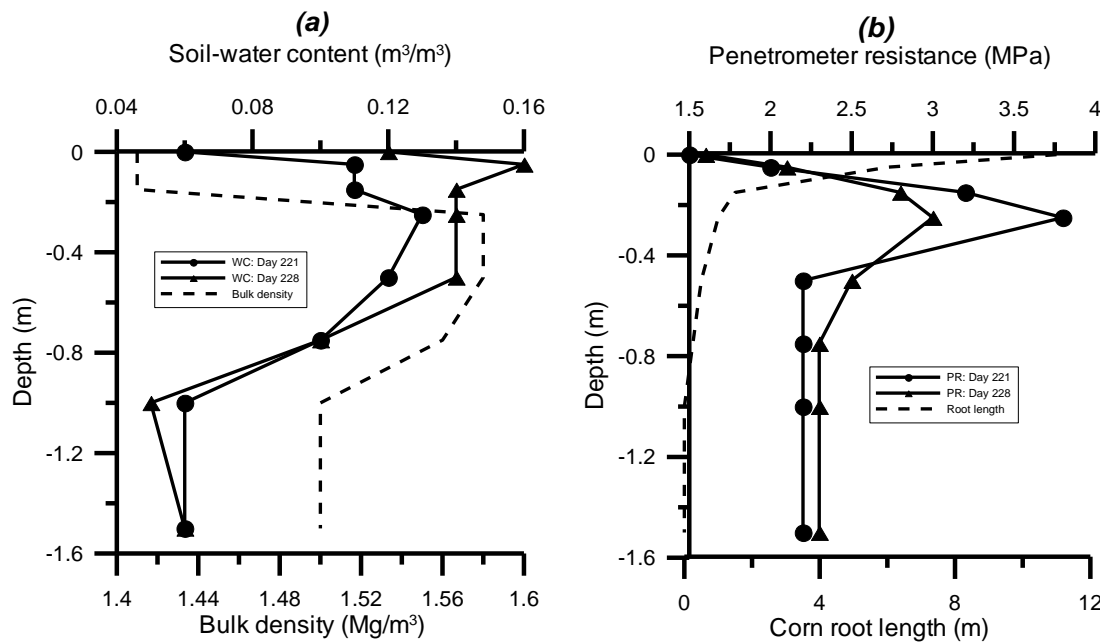 (a)
Soil-water content (m³/m³)
0.04 0.08 0.12 0.16
0
-0.4
-0.8
-1.2
-1.6
Depth (m)
WC: Day 221
WC: Day 228
Bulk density
1.4 1.44 1.48 1.52 1.56 1.6
Bulk density (Mg/m³)
(b)
Penetrometer resistance (MPa)
1.5 2 2.5 3 3.5 4
0
-0.4
-0.8
-1.2
-1.6
Depth (m)
PR: Day 221
PR: Day 228
Root length
0 4 8 12
Corn root length (m)